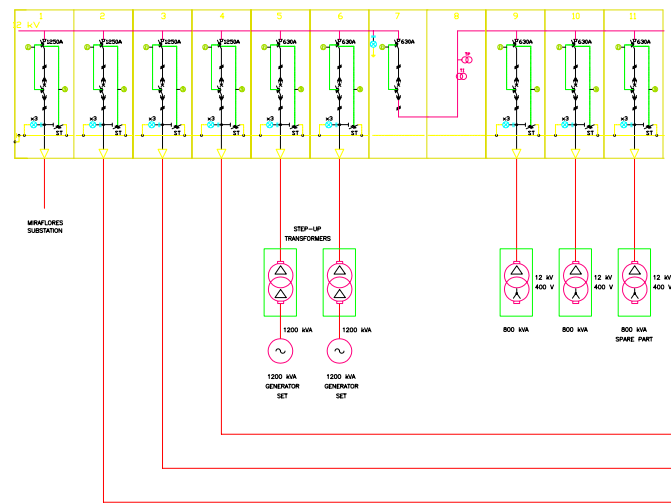 1 2 3 4 5 6 7 8 9 10 11
1250A 1250A 1250A 1250A 630A 630A 630A 630A 630A 630A
x3 x3 x3 x3 x3 x3 x3 x3 x3
ST ST ST ST ST ST ST ST ST
MIRAFLORES
SUBSTATION
STEP-UP
TRANSFORMERS
12 kV
400 V
12 kV
400 V
12 kV
400 V
1200 kVA
1200 kVA
800 kVA
800 kVA
800 kVA
SPARE PART
1200 kVA
GENERATOR
SET
1200 kVA
GENERATOR
SET